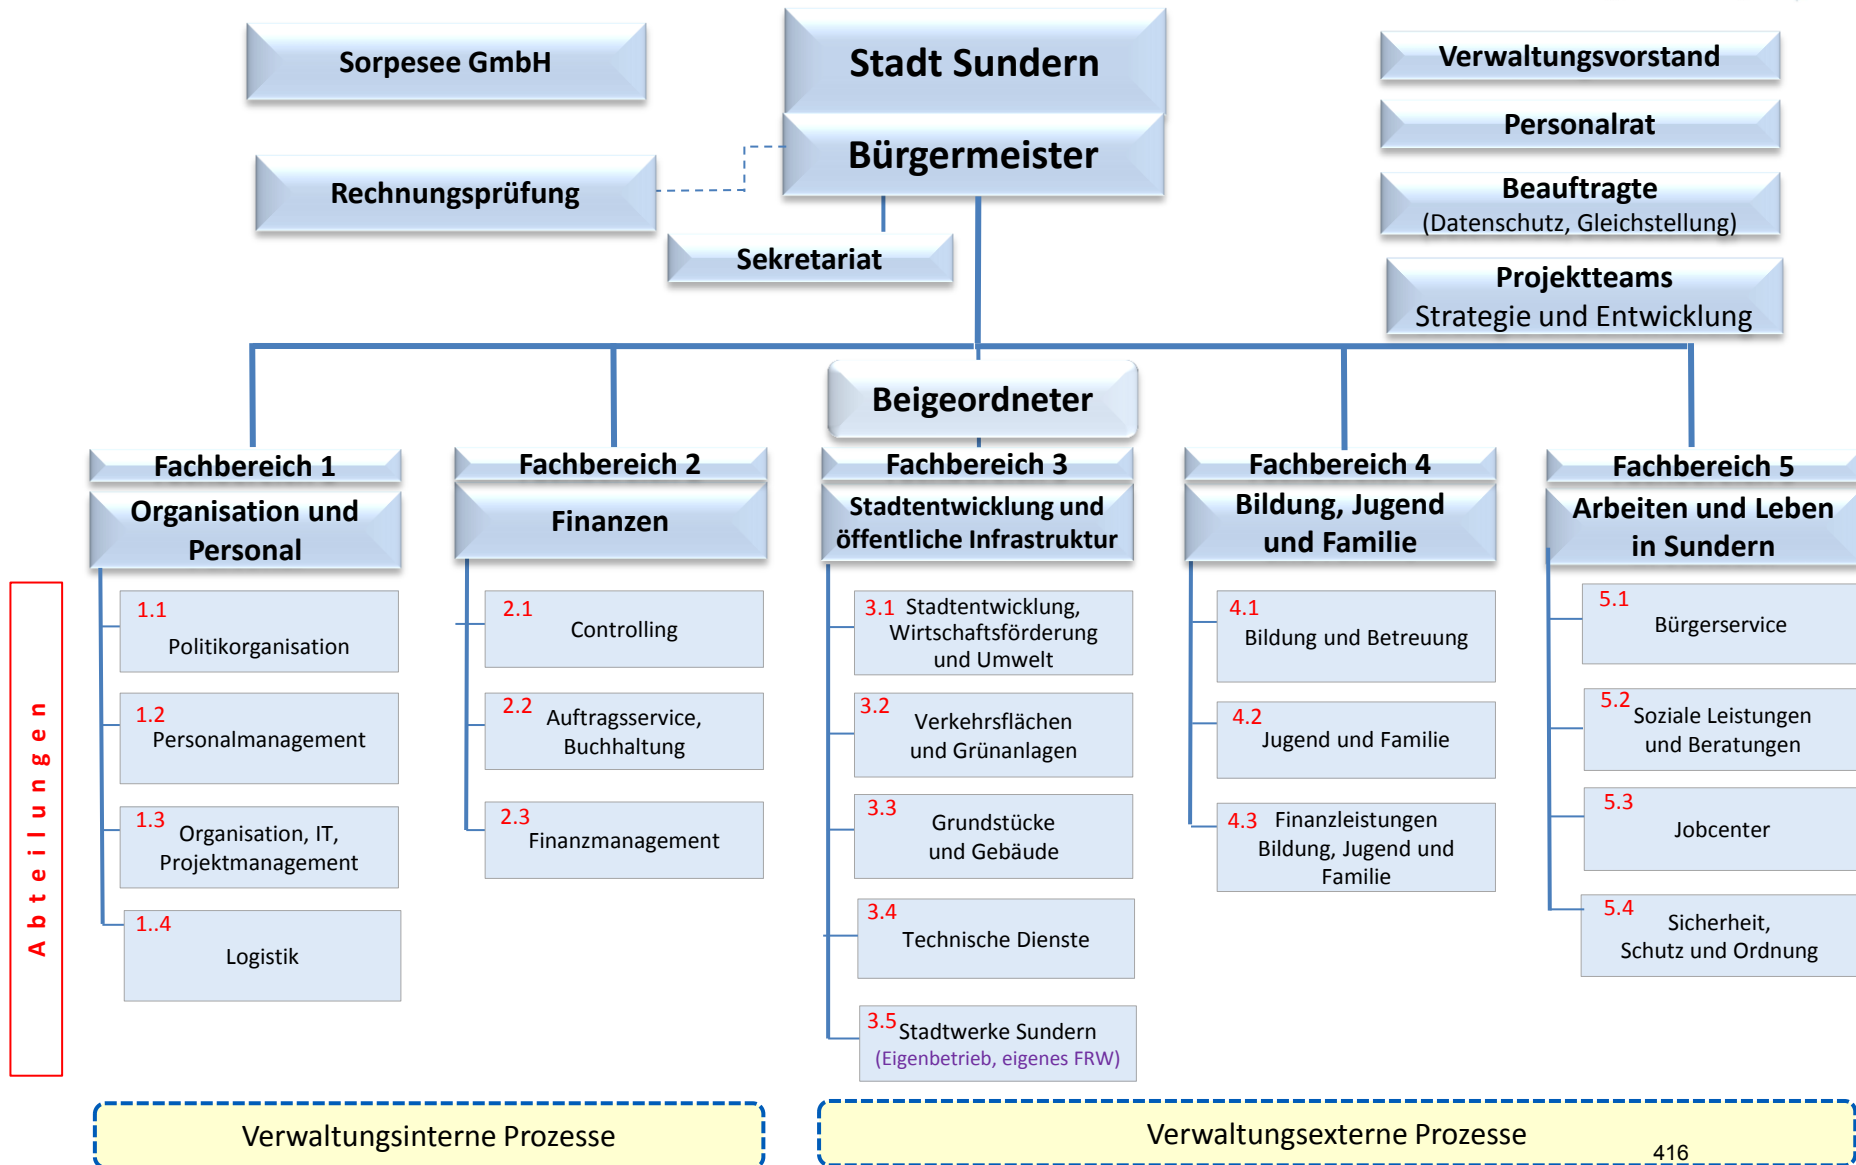 Sorpesee GmbH
Stadt Sundern
Bürgermeister
Rechnungsprüfung
Sekretariat
Verwaltungsvorstand
Personalrat
Beauftragte
(Datenschutz, Gleichstellung)
Projektteams
Strategie und Entwicklung
Beigeordneter
Abteilungen
Fachbereich 1
Organisation und
Personal
1.1
Politikorganisation
1.2
Personalmanagement
1.3
Organisation, IT,
Projektmanagement
1..4
Logistik
Fachbereich 2
Finanzen
2.1
Controlling
2.2
Auftragsservice,
Buchhaltung
2.3
Finanzmanagement
Fachbereich 3
Stadtentwicklung und
öffentliche Infrastruktur
3.1 Stadtentwicklung,
Wirtschaftsförderung
und Umwelt
3.2
Verkehrsflächen
und Grünanlagen
3.3
Grundstücke
und Gebäude
3.4
Technische Dienste
3.5 Stadtwerke Sundern
(Eigenbetrieb, eigenes FRW)
Fachbereich 4
Bildung, Jugend
und Familie
4.1
Bildung und Betreuung
4.2
Jugend und Familie
4.3 Finanzleistungen
Bildung, Jugend und
Familie
Fachbereich 5
Arbeiten und Leben
in Sundern
5.1
Bürgerservice
5.2 Soziale Leistungen
und Beratungen
5.3
Jobcenter
5.4
Sicherheit,
Schutz und Ordnung
Verwaltungsinterne Prozesse
Verwaltungsexterne Prozesse
416